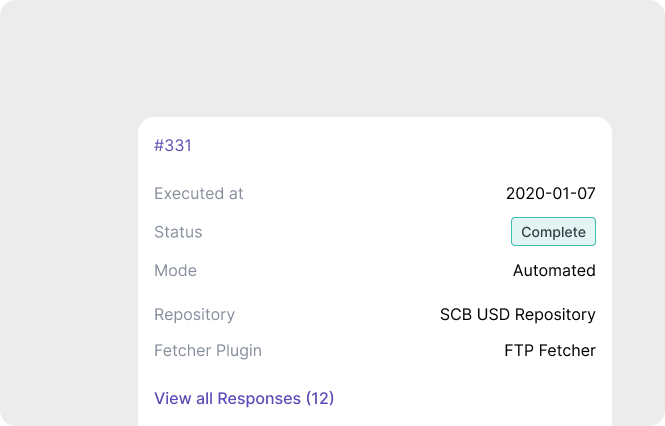 #331
Executed at 2020-01-07
Status Complete
Mode Automated
Repository SCB USD Repository
Fetcher Plugin FTP Fetcher
View all Responses (12)